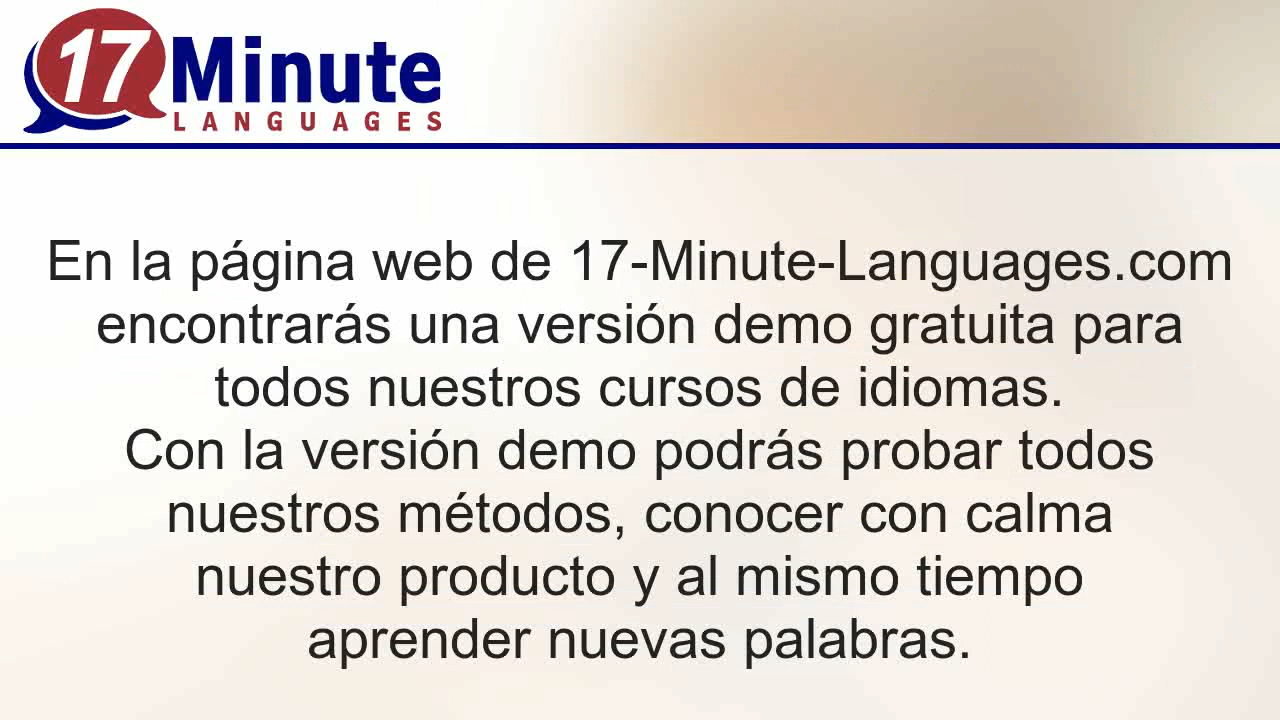 17 Minute
LANGUAGES
En la página web de 17-Minute-Languages.com
encontrarás una versión demo gratuita para
todos nuestros cursos de idiomas.
Con la versión demo podrás probar todos
nuestros métodos, conocer con calma
nuestro producto y al mismo tiempo
aprender nuevas palabras.